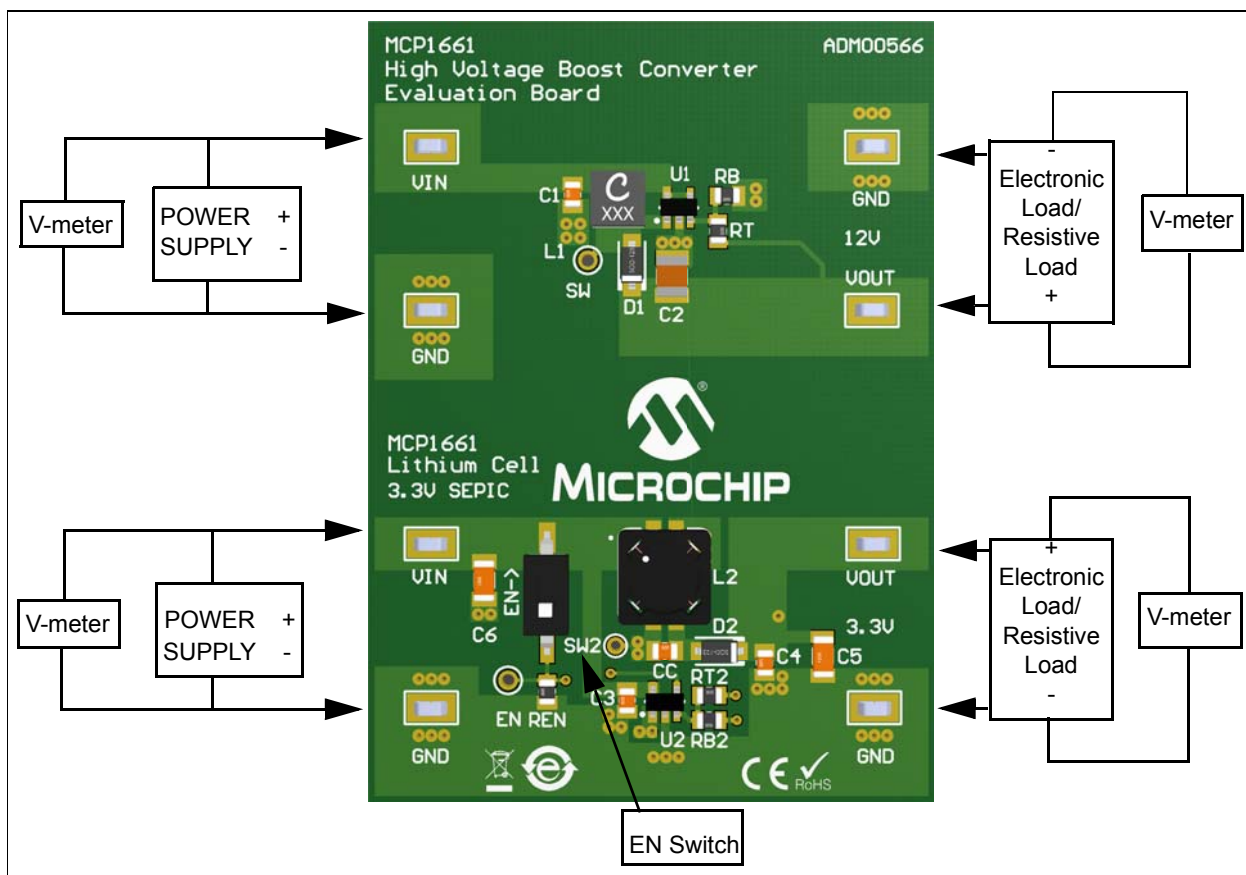 MCP1661
High Voltage Boost Converter
Evaluation Board
ADM00566
VIN
GND
C1
C
XXX
L1
SW
U1
RB
RT
D1
C2
GND
12V
VOUT
V-meter
POWER +
SUPPLY -
-
Electronic
Load/
Resistive
Load
+
V-meter
MICROCHIP
®
MCP1661
Lithium Cell
3.3V SEPIC
VIN
C6
EN->
L2
VOUT
SW2
D2
3.3V
CC
C4
C5
RT2
EN REN
C3
U2 RB2
GND
GND
CE
RoHS
V-meter
POWER +
SUPPLY -
+
Electronic
Load/
Resistive
Load
-
V-meter
EN Switch